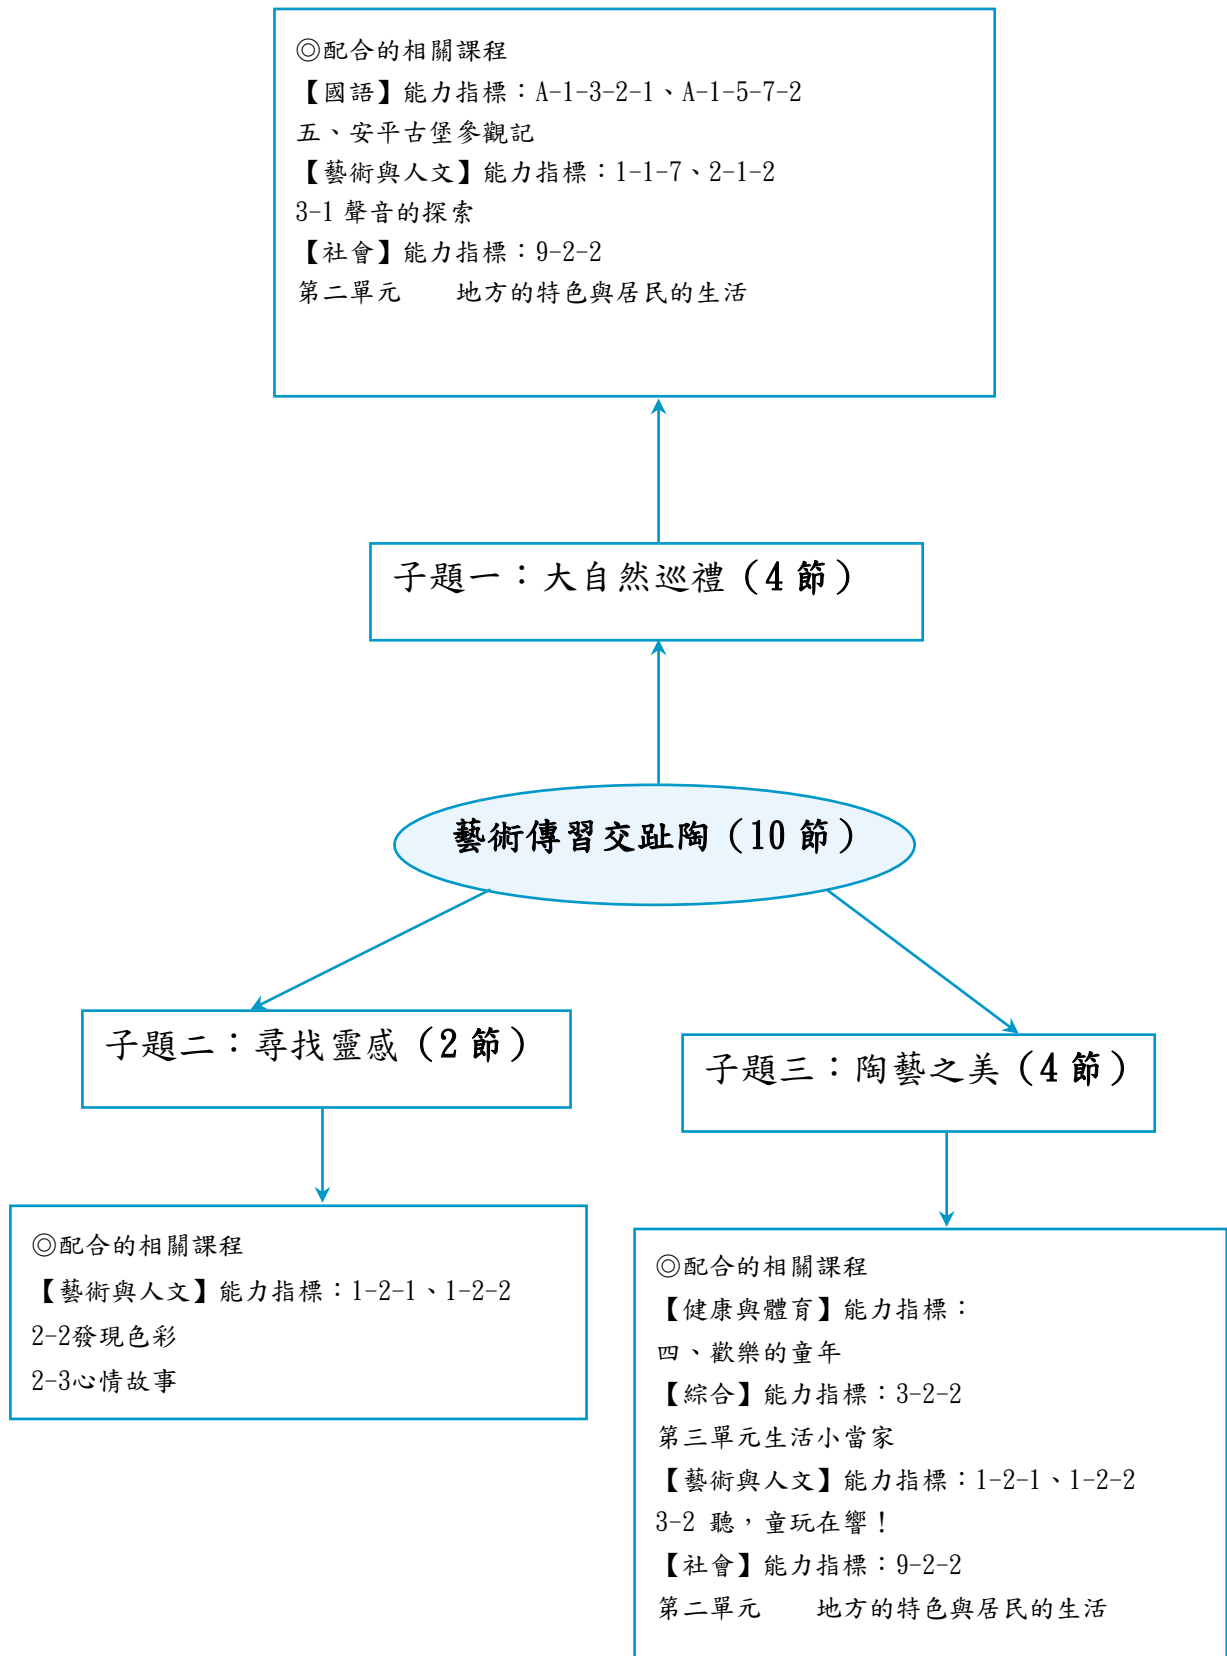 ◎配合的相關課程
【國語】能力指標：A-1-3-2-1、A-1-5-7-2
五、安平古堡參觀記
【藝術與人文】能力指標：1-1-7、2-1-2
3-1 聲音的探索
【社會】能力指標：9-2-2
第二單元　　地方的特色與居民的生活
子題一：大自然巡禮（4 節）
藝術傳習交趾陶（10 節）
子題二：尋找靈感（2 節）
◎配合的相關課程
【藝術與人文】能力指標：1-2-1、1-2-2
2-2發現色彩
2-3心情故事
子題三：陶藝之美（4 節）
◎配合的相關課程
【健康與體育】能力指標：
四、歡樂的童年
【綜合】能力指標：3-2-2
第三單元生活小當家
【藝術與人文】能力指標：1-2-1、1-2-2
3-2 聽，童玩在響！
【社會】能力指標：9-2-2
第二單元　　地方的特色與居民的生活